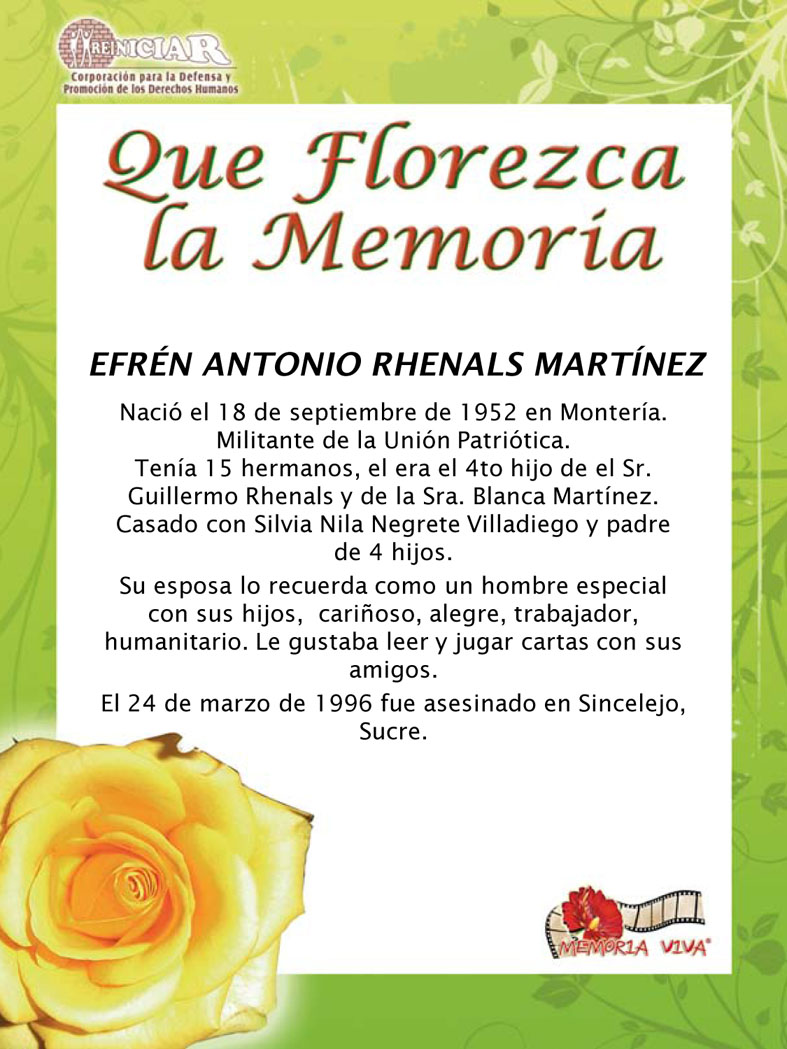 REINICIAR
Corporación para la Defensa y
Promoción de los Derechos Humanos
Que Florezca
la Memoria
EFRÉN ANTONIO RHENALS MARTÍNEZ
Nació el 18 de septiembre de 1952 en Montería.
Militante de la Unión Patriótica.
Tenía 15 hermanos, el era el 4to hijo de el Sr.
Guillermo Rhenals y de la Sra. Blanca Martínez.
Casado con Silvia Nila Negrete Villadiego y padre
de 4 hijos.
Su esposa lo recuerda como un hombre especial
con sus hijos,  cariñoso, alegre, trabajador,
humanitario. Le gustaba leer y jugar cartas con sus
amigos.
El 24 de marzo de 1996 fue asesinado en Sincelejo,
Sucre.
MEMORIA VIVA®